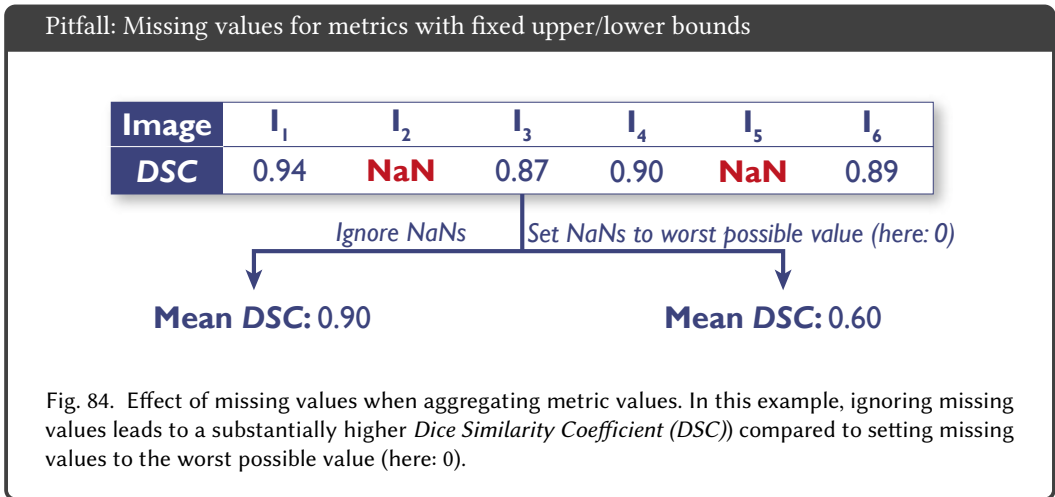 Pitfall: Missing values for metrics with fixed upper/lower bounds
Image I1 I2 I3 I4 I5 I6
DSC 0.94 NaN 0.87 0.90 NaN 0.89
Ignore NaNs Set NaNs to worst possible value (here: 0)
Mean DSC: 0.90 Mean DSC: 0.60
Fig. 84. Effect of missing values when aggregating metric values. In this example, ignoring missing
values leads to a substantially higher Dice Similarity Coefficient (DSC)) compared to setting missing
values to the worst possible value (here: 0).